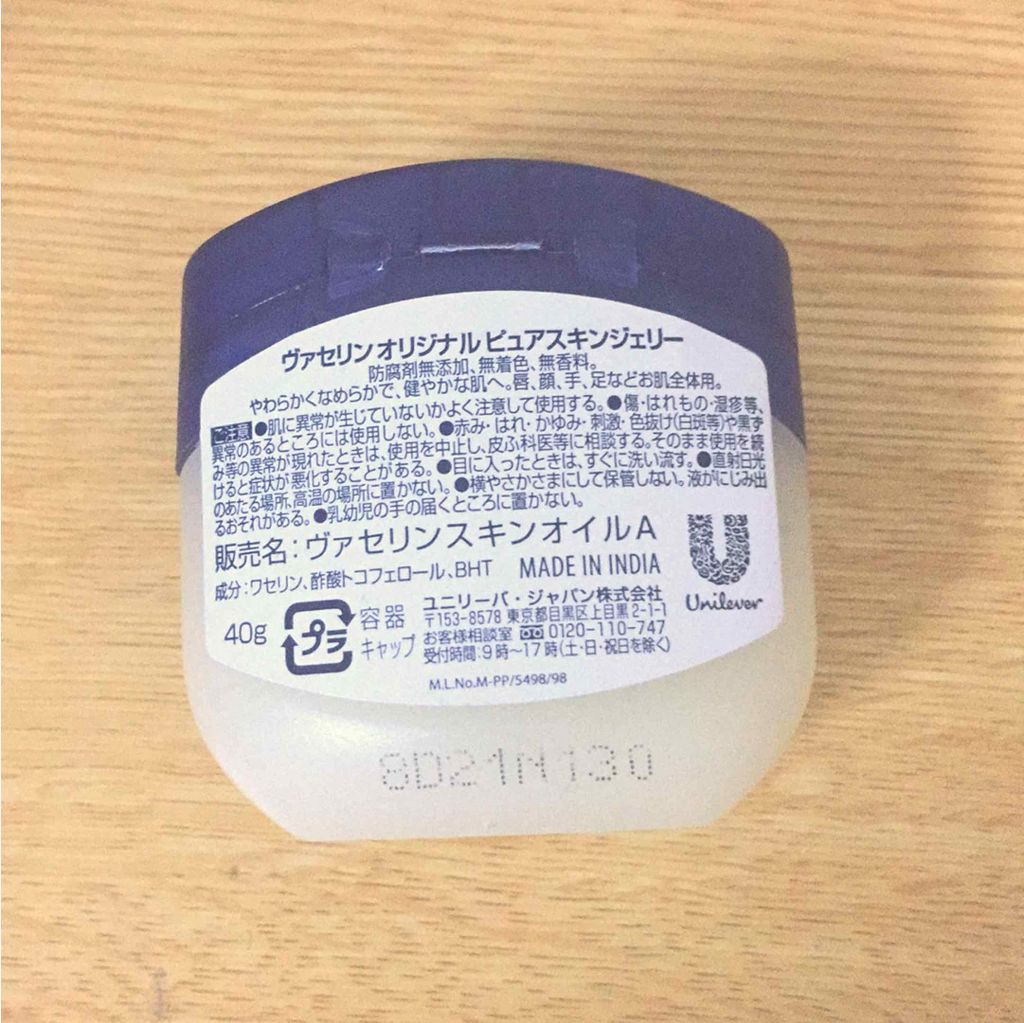 ヴァセリン オリジナル ピュアスキンジェリー
防腐剤無添加、無着色、無香料。
やわらかくなめらかで、健やかな肌へ。唇、顔、手、足などお肌全体用。
ご注意 ●肌に異常が生じていないかよく注意して使用する。●傷・はれもの・湿疹等、
異常のあるところには使用しない。●赤み・はれ・かゆみ・刺激・色抜け(白斑等)や黒ず
み等の異常が現れたときは、使用を中止し、皮ふ科医等に相談する。そのまま使用を続
けると症状が悪化することがある。●目に入ったときは、すぐに洗い流す。●直射日光
のあたる場所、高温の場所に置かない。●横やさかさまにして保管しない。液がにじみ出
るおそれがある。●乳幼児の手の届くところに置かない。
販売名:ヴァセリンスキンオイルA
成分:ワセリン、酢酸トコフェロール、BHT MADE IN INDIA
Unilever
40g
プラ
容器
キャップ
ユニリーバ・ジャパン株式会社
〒153-8578 東京都目黒区上目黒2-1-1
お客様相談室 0120-110-747
受付時間:9時~17時(土・日・祝日を除く)
M.L.No.M-PP/5498/98
8D21N130